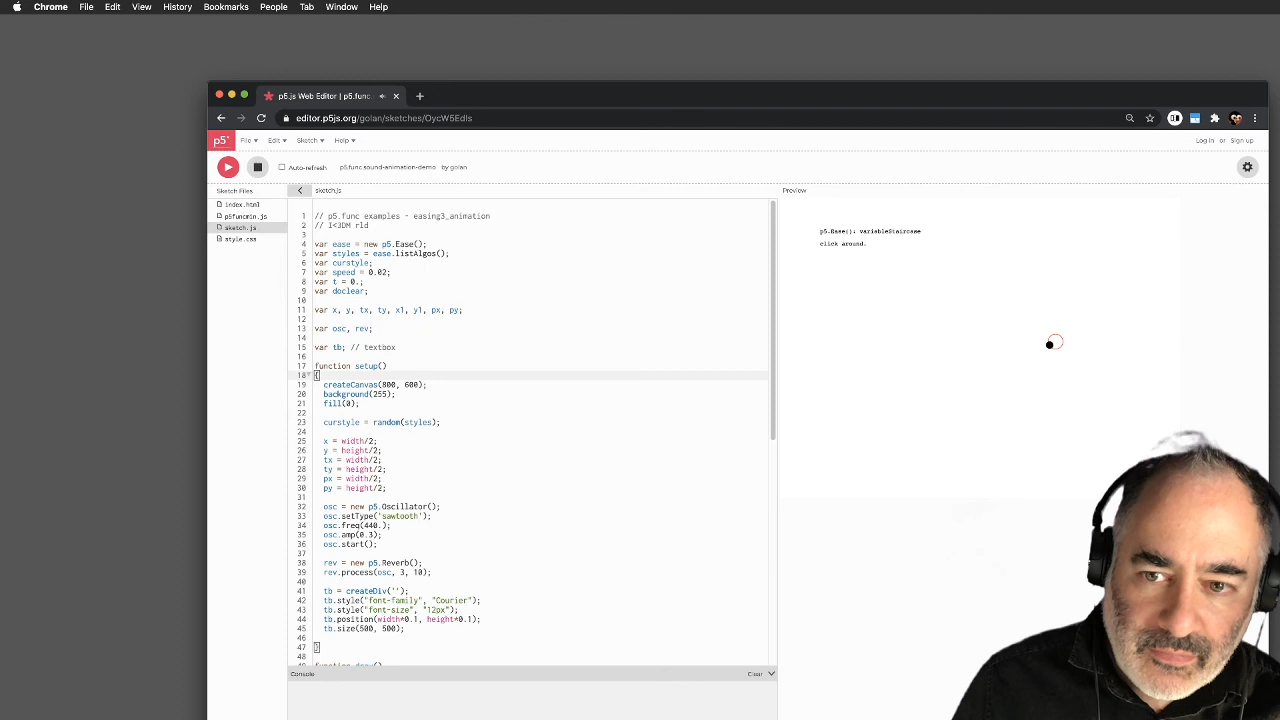 Chrome File Edit View History Bookmarks People Tab Window Help
p5.js Web Editor | p5.func.
editor.p5js.org/golan/sketches/OycW5EdIs
p5* File Edit Sketch Help Log in or Sign up
Auto-refresh p5.func.sound-animation-demo by golan
Sketch Files sketch.js Preview
index.html
p5funcmin.js
sketch.js
style.css
1 // p5.func examples - easing3_animation
2 // l<3DM rld
3
4 var ease = new p5.Ease();
5 var styles = ease.listAlgos();
6 var curstyle;
7 var speed = 0.02;
8 var t = 0.;
9 var doclear;
10
11 var x, y, tx, ty, x1, y1, px, py;
12
13 var osc, rev;
14
15 var tb; // textbox
16
17 function setup()
18 {
19 createCanvas(800, 600);
20 background(255);
21 fill(0);
22
23 curstyle = random(styles);
24
25 x = width/2;
26 y = height/2;
27 tx = width/2;
28 ty = height/2;
29 px = width/2;
30 py = height/2;
31
32 osc = new p5.Oscillator();
33 osc.setType('sawtooth');
34 osc.freq(440.);
35 osc.amp(0.3);
36 osc.start();
37
38 rev = new p5.Reverb();
39 rev.process(osc, 3, 10);
40
41 tb = createDiv('');
42 tb.style("font-family", "Courier");
43 tb.style("font-size", "12px");
44 tb.position(width*0.1, height*0.1);
45 tb.size(500, 500);
46
47 }
48
p5.Ease(): variableStaircase
click around.
Console Clear